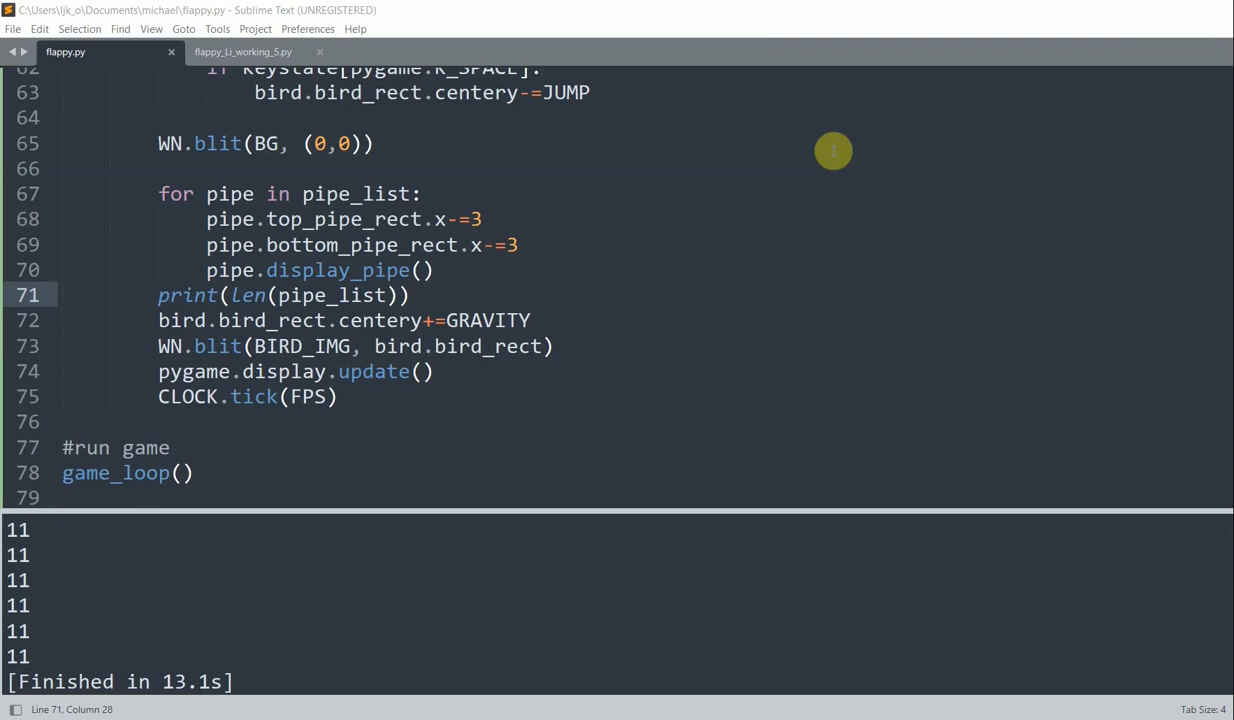 C:\Users\ljk_o\Documents\michael\flappy.py - Sublime Text (UNREGISTERED)
File Edit Selection Find View Goto Tools Project Preferences Help
flappy.py × flappy_Li_working_5.py ×
62 if keystate[pygame.K_SPACE]:
63 bird.bird_rect.centery-=JUMP
64
65 WN.blit(BG, (0,0))
66
67 for pipe in pipe_list:
68 pipe.top_pipe_rect.x-=3
69 pipe.bottom_pipe_rect.x-=3
70 pipe.display_pipe()
71 print(len(pipe_list))
72 bird.bird_rect.centery+=GRAVITY
73 WN.blit(BIRD_IMG, bird.bird_rect)
74 pygame.display.update()
75 CLOCK.tick(FPS)
76
77 #run game
78 game_loop()
79
11
11
11
11
11
11
[Finished in 13.1s]
Line 71, Column 28 Tab Size: 4